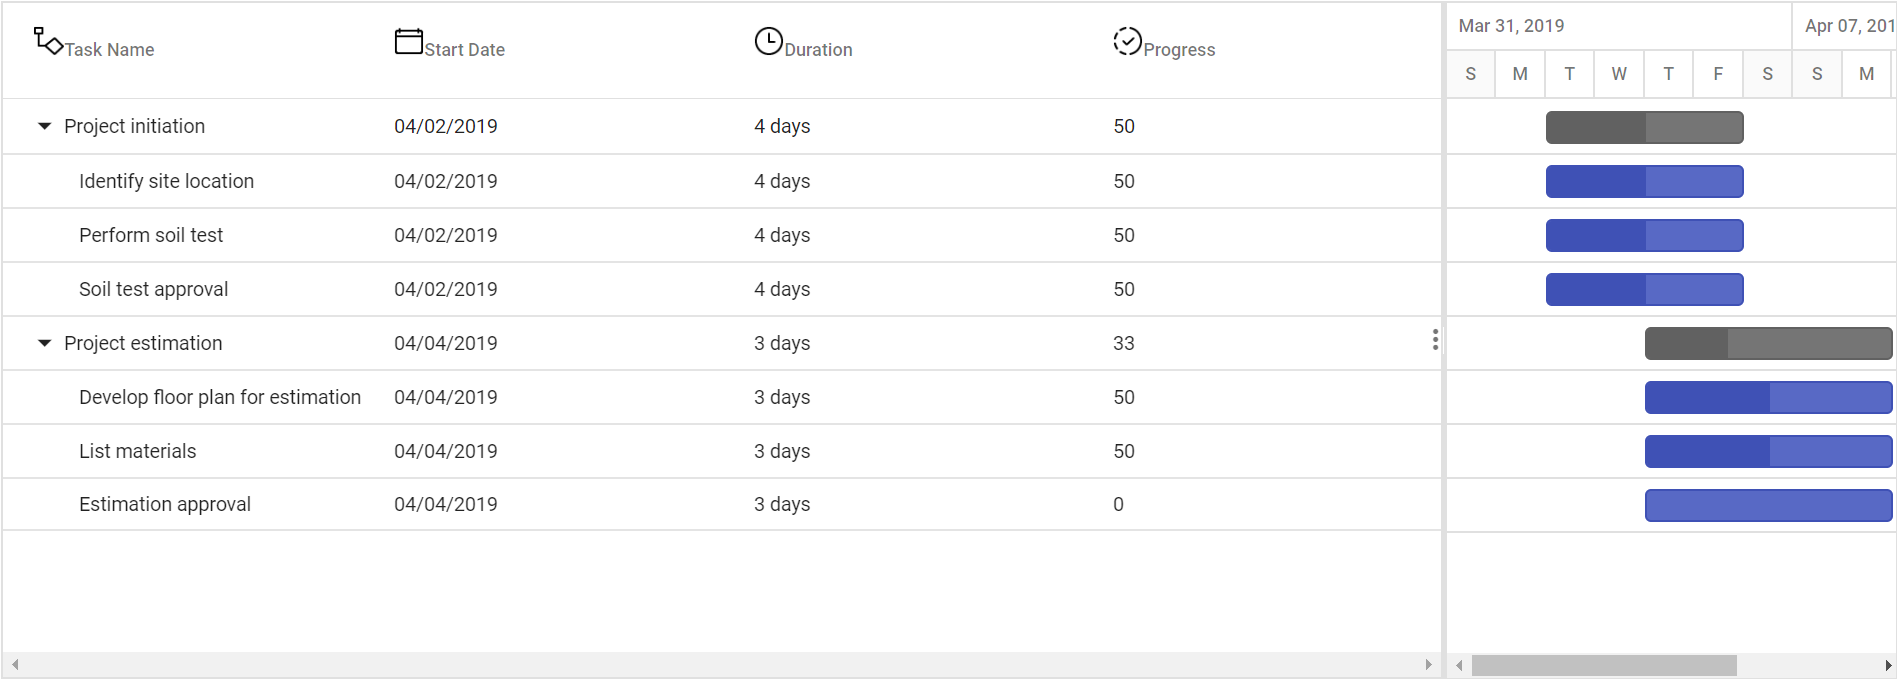 Task Name Start Date Duration Progress
Mar 31, 2019 Apr 07, 201
S M T W T F S S M
Project initiation 04/02/2019 4 days 50
Identify site location 04/02/2019 4 days 50
Perform soil test 04/02/2019 4 days 50
Soil test approval 04/02/2019 4 days 50
Project estimation 04/04/2019 3 days 33
Develop floor plan for estimation 04/04/2019 3 days 50
List materials 04/04/2019 3 days 50
Estimation approval 04/04/2019 3 days 0